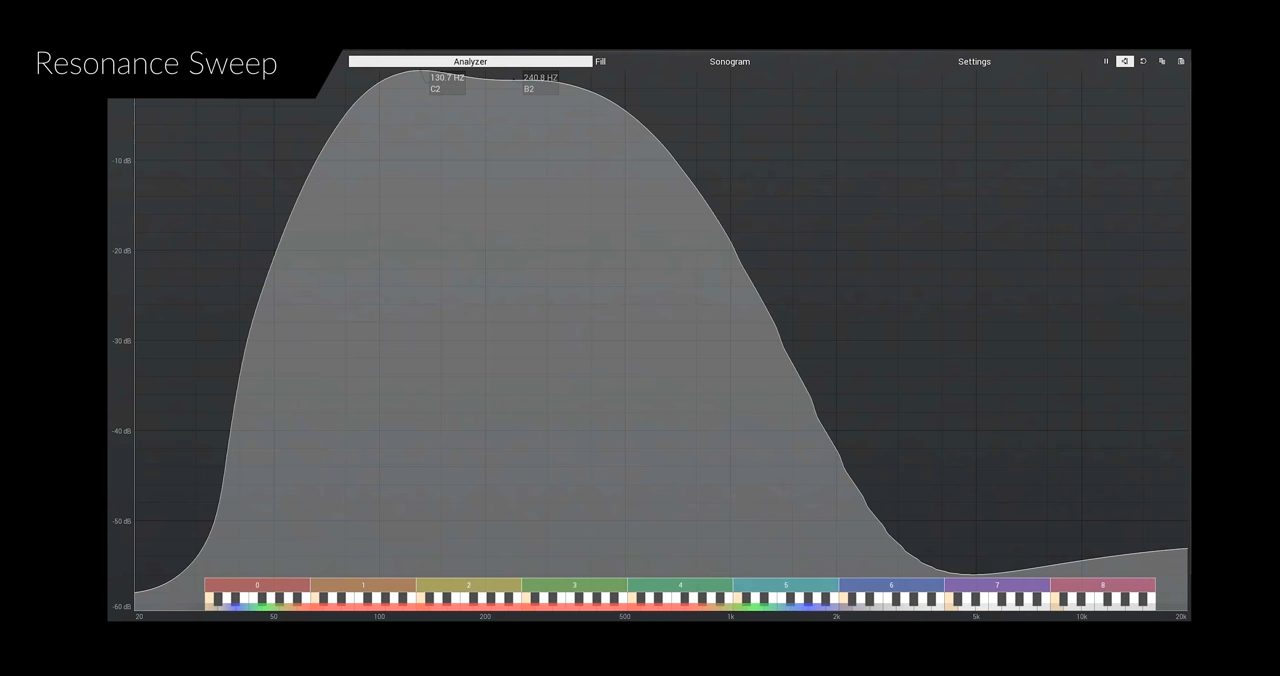 Resonance Sweep
Analyzer
Fill
Sonogram
Settings
130.7 HZ
C2
240.8 HZ
B2
-10 dB
-20 dB
-30 dB
-40 dB
-50 dB
-60 dB
0 1 2 3 4 5 6 7 8
20 50 100 200 500 1k 2k 5k 10k 20k